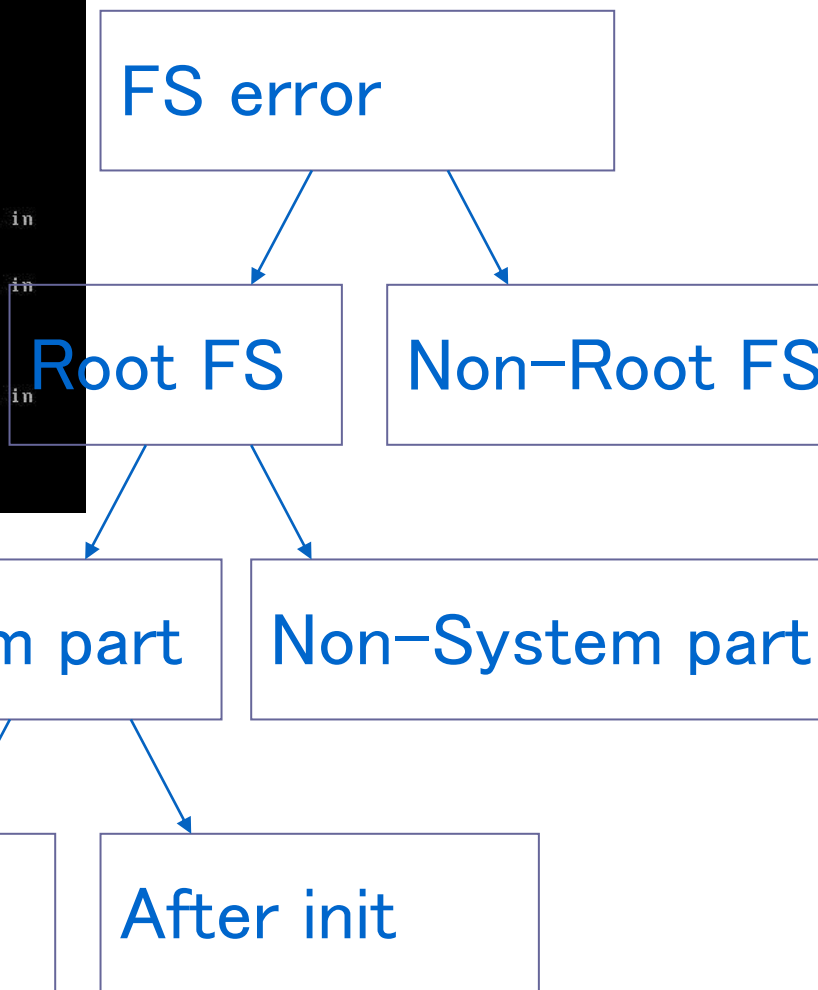 FS error
in
in
Root FS
Non-Root FS
in
m part
Non-System part
After init